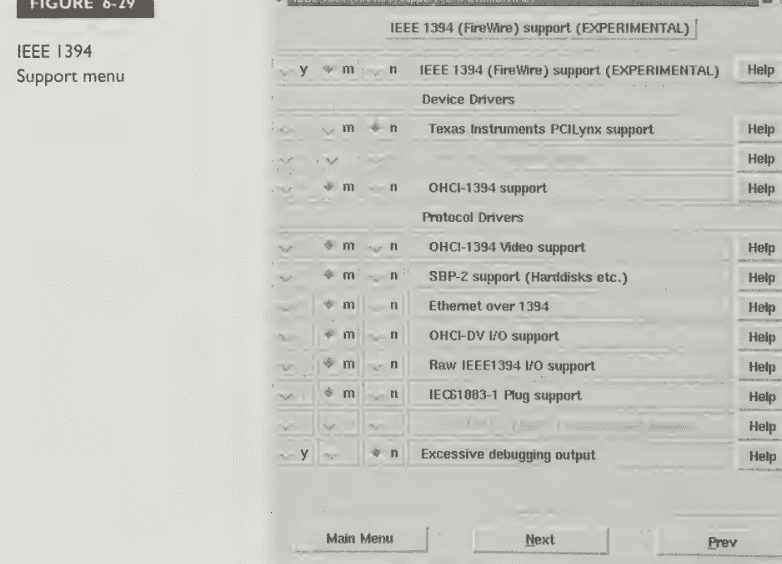 FIGURE 6-29
IEEE 1394
Support menu
IEEE 1394 (FireWire) support (EXPERIMENTAL)
y m n IEEE 1394 (FireWire) support (EXPERIMENTAL) Help
Device Drivers
m n Texas Instruments PCILynx support Help
Help
m n OHCI-1394 support Help
Protocol Drivers
m n OHCI-1394 Video support Help
m n SBP-2 support (Harddisks etc.) Help
m n Ethernet over 1394 Help
m n OHCI-DV I/O support Help
m n Raw IEEE1394 I/O support Help
m n IEC61883-1 Plug support Help
Help
y n Excessive debugging output Help
Main Menu Next Prev